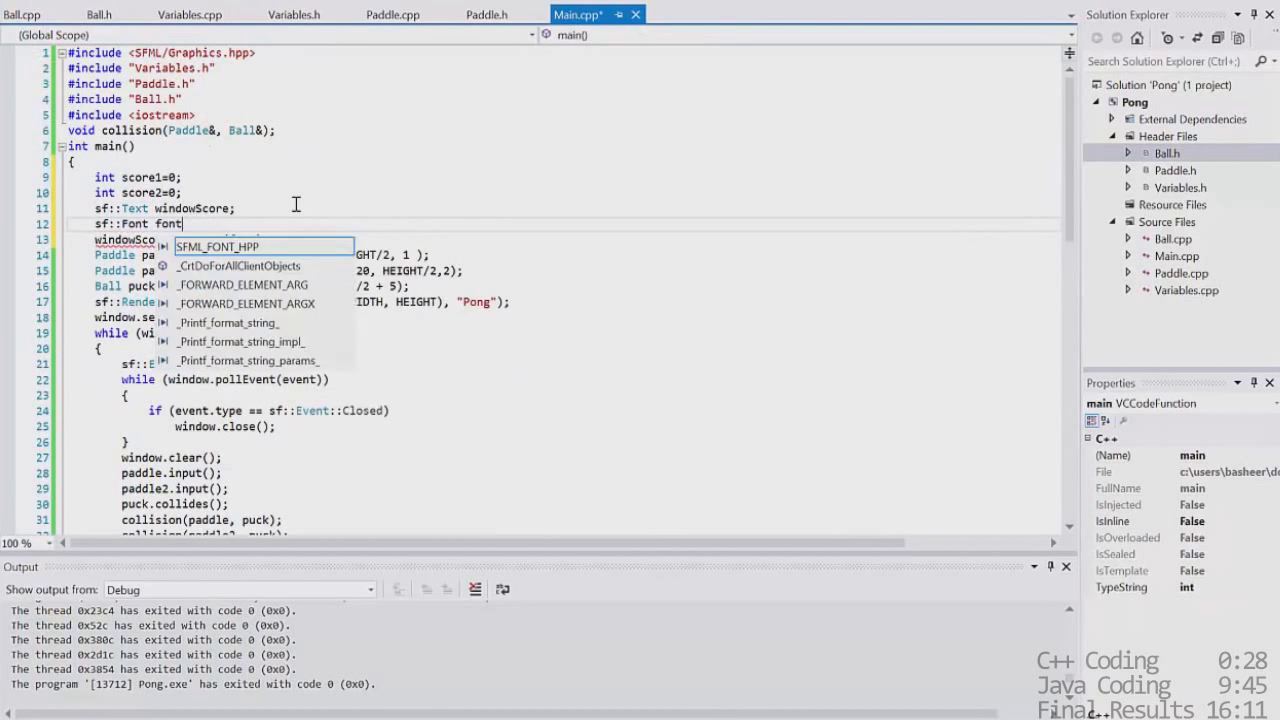 Ball.cpp Ball.h Variables.cpp Variables.h Paddle.cpp Paddle.h Main.cpp*
(Global Scope) main()
1 #include <SFML/Graphics.hpp>
2 #include "Variables.h"
3 #include "Paddle.h"
4 #include "Ball.h"
5 #include <iostream>
6 void collision(Paddle&, Ball&);
7 int main()
8 {
9 int score1=0;
10 int score2=0;
11 sf::Text windowScore;
12 sf::Font font
13 windowSco
14 Paddle pa GHT/2, 1 );
15 Paddle pa 20, HEIGHT/2,2);
16 Ball puck /2 + 5);
17 sf::Rende IDTH, HEIGHT), "Pong");
18 window.se
19 while (wi
20 {
21 sf::E
22 while (window.pollEvent(event))
23 {
24 if (event.type == sf::Event::Closed)
25 window.close();
26 }
27 window.clear();
28 paddle.input();
29 paddle2.input();
30 puck.collides();
31 collision(paddle, puck);
SFML_FONT_HPP
_CrtDoForAllClientObjects
_FORWARD_ELEMENT_ARG
_FORWARD_ELEMENT_ARGX
_Printf_format_string_
_Printf_format_string_impl_
_Printf_format_string_params_
100 %
Output
Show output from: Debug
The thread 0x23c4 has exited with code 0 (0x0).
The thread 0x52c has exited with code 0 (0x0).
The thread 0x380c has exited with code 0 (0x0).
The thread 0x2d1c has exited with code 0 (0x0).
The thread 0x3854 has exited with code 0 (0x0).
The program '[13712] Pong.exe' has exited with code 0 (0x0).
Solution Explorer
Search Solution Explorer (Ctrl+;)
Solution 'Pong' (1 project)
Pong
External Dependencies
Header Files
Ball.h
Paddle.h
Variables.h
Resource Files
Source Files
Ball.cpp
Main.cpp
Paddle.cpp
Variables.cpp
Properties
main VCCodeFunction
C++
(Name) main
File c:\users\basheer\do
FullName main
IsInjected False
IsInline False
IsOverloaded False
IsSealed False
IsTemplate False
TypeString int
C++ Coding 0:28
Java Coding 9:45
Final Results 16:11
C++